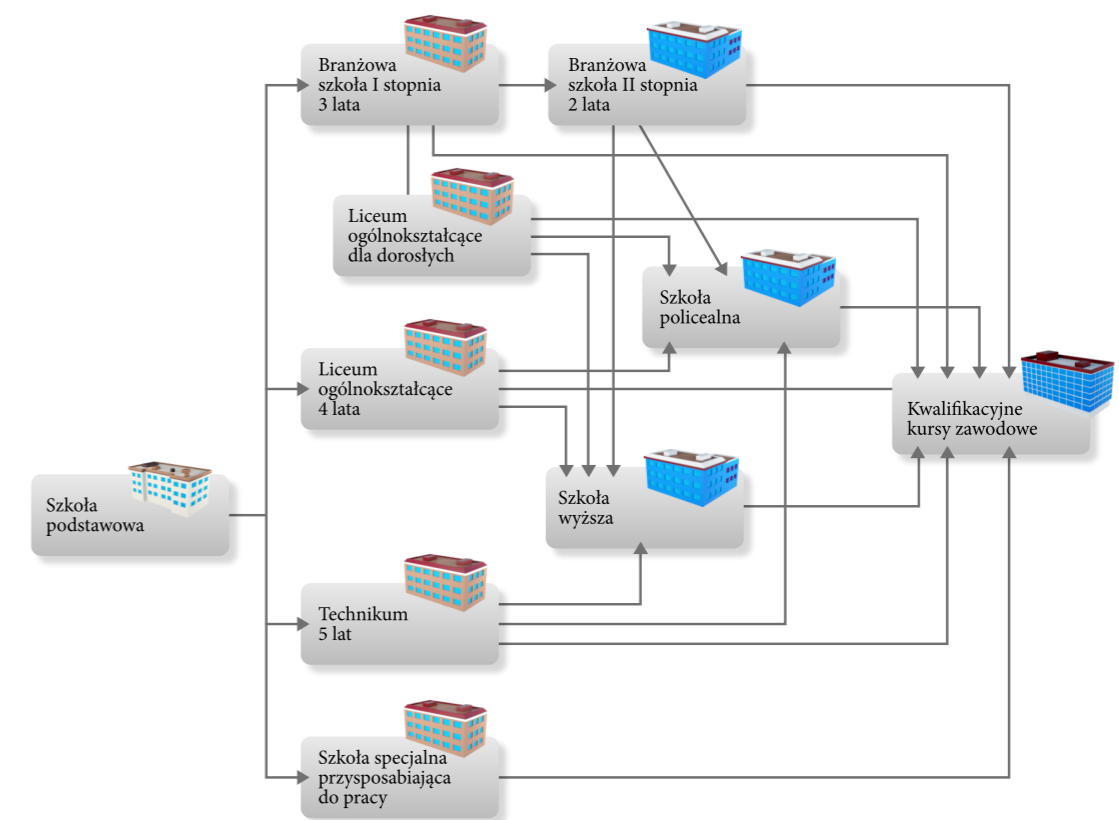 Branżowa
szkoła I stopnia
3 lata
Branżowa
szkoła II stopnia
2 lata
Liceum
ogólnokształcące
dla dorosłych
Szkoła
policealna
Liceum
ogólnokształcące
4 lata
Kwalifikacyjne
kursy zawodowe
Szkoła
podstawowa
Szkoła
wyższa
Technikum
5 lat
Szkoła specjalna
przysposabiająca
do pracy